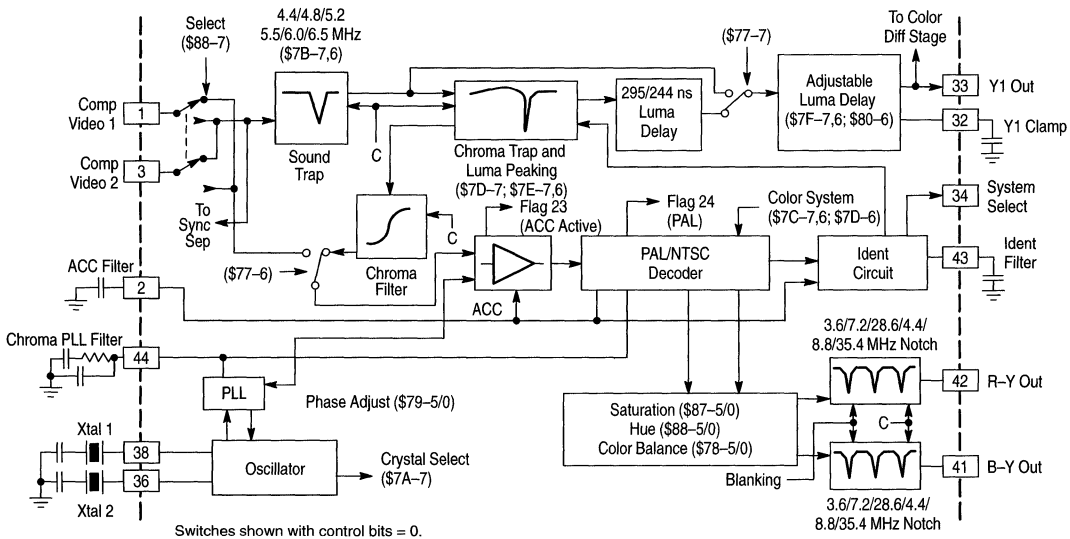 4.4/4.8/5.2
5.5/6.0/6.5 MHz
($7B–7,6)
Select
($88–7)
To Color
Diff Stage
($77–7)
Comp
Video 1
1
Sound
Trap
C
Chroma Trap and
Luma Peaking
($7D–7; $7E–7,6)
295/244 ns
Luma
Delay
Adjustable
Luma Delay
($7F–7,6; $80–6)
33
Y1 Out
32
Y1 Clamp
Comp
Video 2
3
To
Sync
Sep
C
Chroma
Filter
($77–6)
Flag 23
(ACC Active)
Flag 24
(PAL)
Color System
($7C–7,6; $7D–6)
34
System
Select
PAL/NTSC
Decoder
Ident
Circuit
43
Ident
Filter
ACC Filter
2
ACC
Chroma PLL Filter
44
PLL
Phase Adjust ($79–5/0)
3.6/7.2/28.6/4.4/
8.8/35.4 MHz Notch
42
R–Y Out
Saturation ($87–5/0)
Hue ($88–5/0)
Color Balance ($78–5/0)
C
Xtal 1
38
36
Xtal 2
Oscillator
Crystal Select
($7A–7)
Blanking
41
B–Y Out
3.6/7.2/28.6/4.4/
8.8/35.4 MHz Notch
Switches shown with control bits = 0.